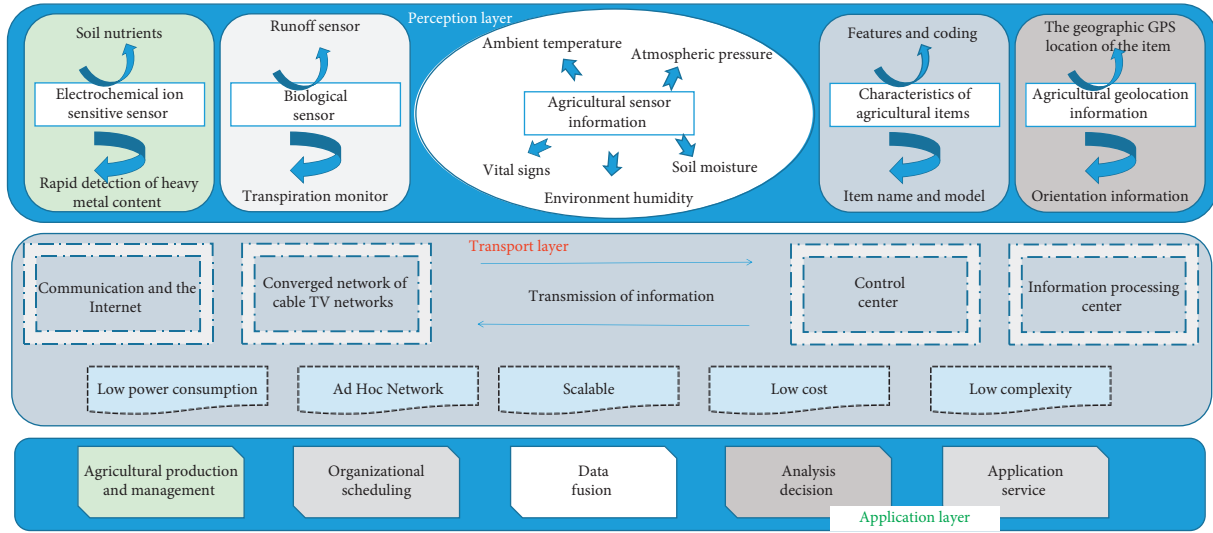 Perception layer
Soil nutrients
Electrochemical ion
sensitive sensor
Rapid detection of heavy
metal content
Runoff sensor
Biological
sensor
Transpiration monitor
Ambient temperature
Atmospheric pressure
Agricultural sensor
information
Vital signs
Soil moisture
Environment humidity
Features and coding
Characteristics of
agricultural items
Item name and model
The geographic GPS
location of the item
Agricultural geolocation
information
Orientation information
Transport layer
Communication and the
Internet
Converged network of
cable TV networks
Transmission of information
Control
center
Information processing
center
Low power consumption
Ad Hoc Network
Scalable
Low cost
Low complexity
Agricultural production
and management
Organizational
scheduling
Data
fusion
Analysis
decision
Application
service
Application layer